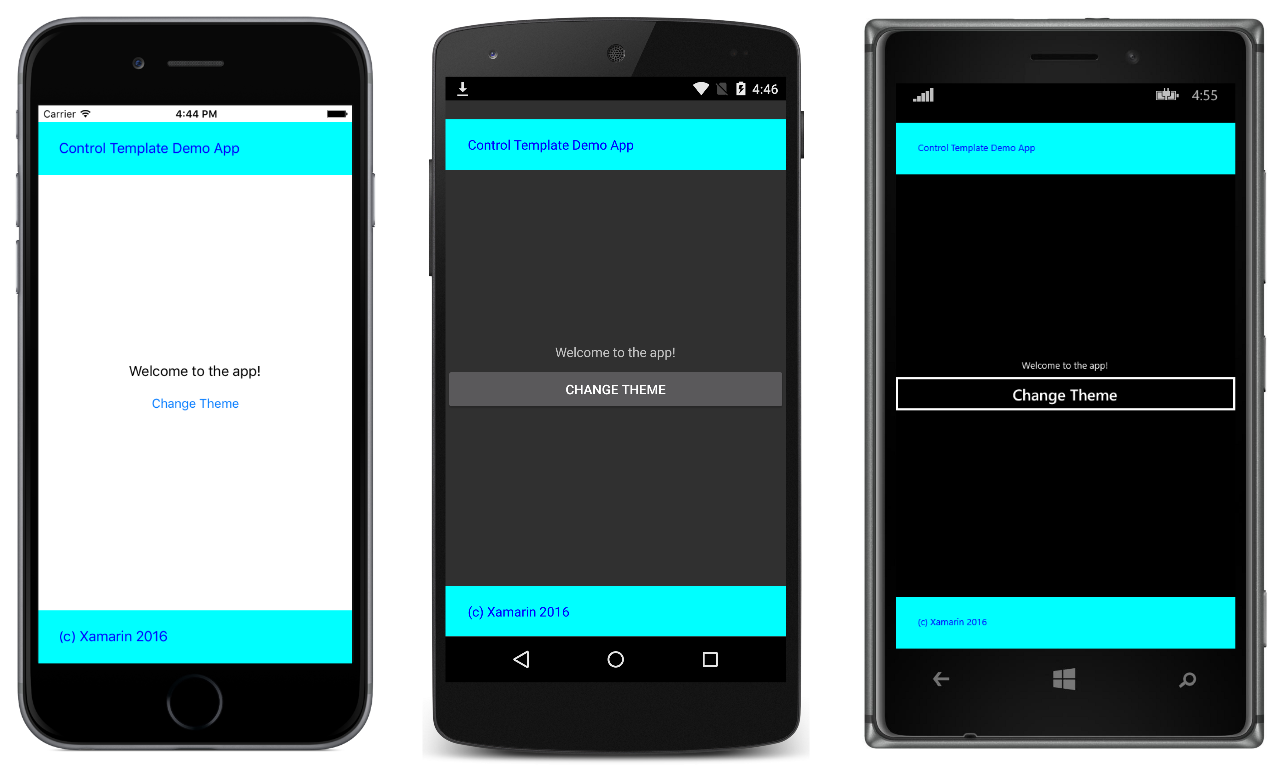 Carrier 4:44 PM
Control Template Demo App
Welcome to the app!
Change Theme
(c) Xamarin 2016
4:46
Control Template Demo App
Welcome to the app!
CHANGE THEME
(c) Xamarin 2016
4:55
Control Template Demo App
Welcome to the app!
Change Theme
(c) Xamarin 2016